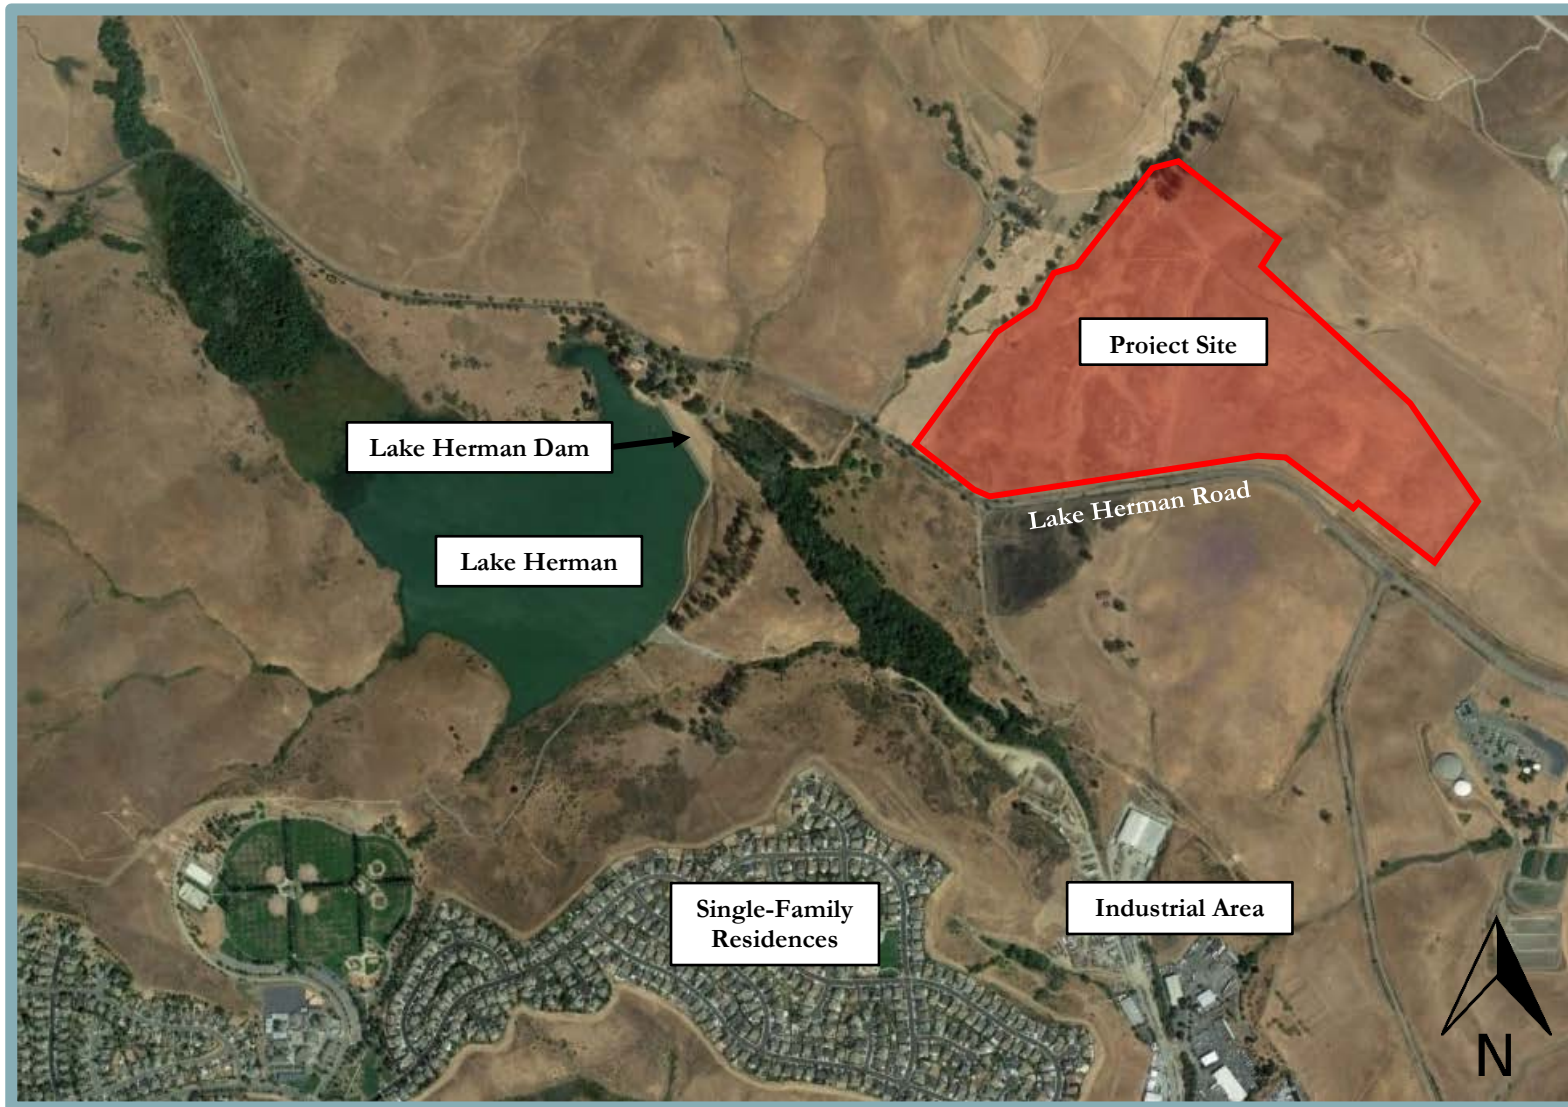 Project Site
Lake Herman Dam
Lake Herman Road
Lake Herman
Single-Family
Residences
Industrial Area
N